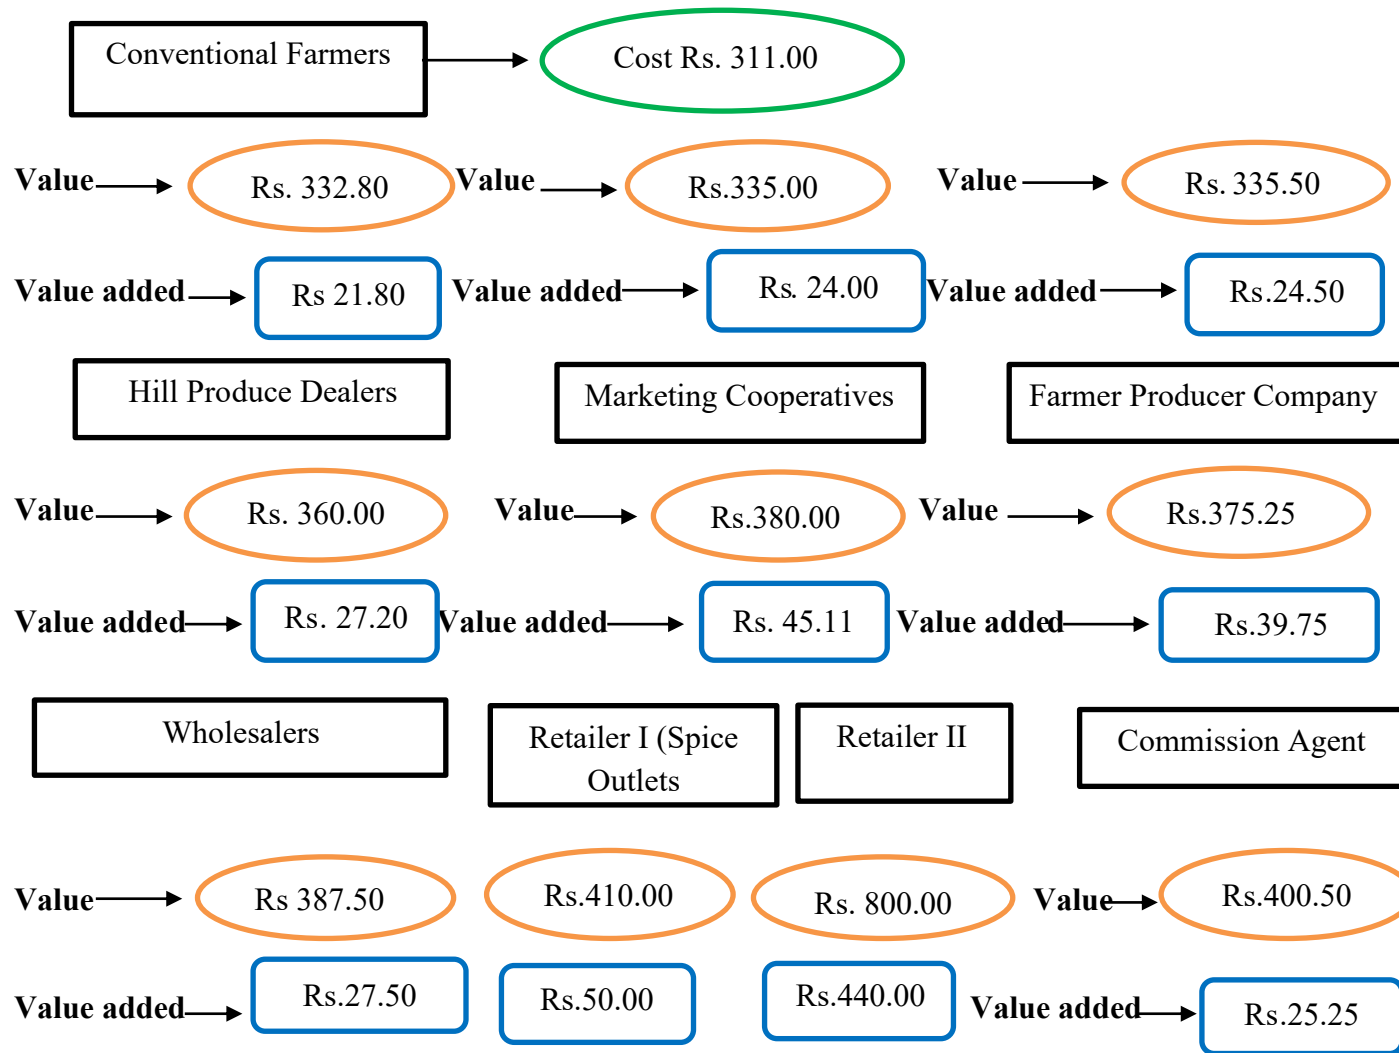 Conventional Farmers
Cost Rs. 311.00
Value Rs. 332.80 Value Rs.335.00 Value Rs. 335.50
Value added Rs 21.80 Value added Rs. 24.00 Value added Rs.24.50
Hill Produce Dealers Marketing Cooperatives Farmer Producer Company
Value Rs. 360.00 Value Rs.380.00 Value Rs.375.25
Value added Rs. 27.20 Value added Rs. 45.11 Value added Rs.39.75
Wholesalers
Retailer I (Spice
Outlets
Retailer II
Commission Agent
Value Rs 387.50 Rs.410.00 Rs. 800.00 Value Rs.400.50
Value added Rs.27.50 Rs.50.00 Rs.440.00 Value added Rs.25.25